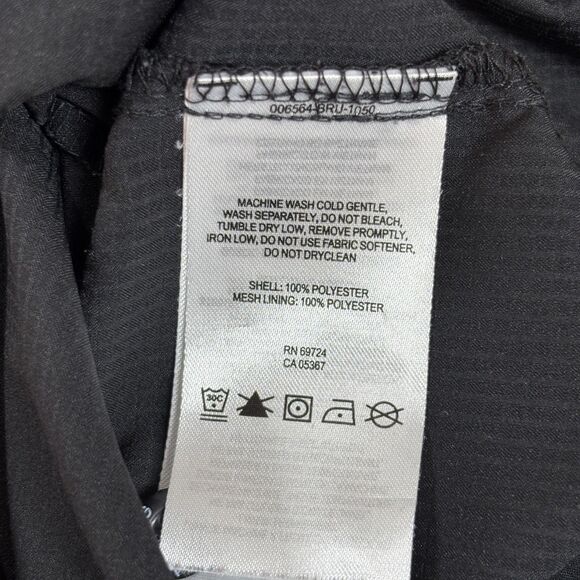 006564-BRU-1050
MACHINE WASH COLD GENTLE,
WASH SEPARATELY, DO NOT BLEACH,
TUMBLE DRY LOW, REMOVE PROMPTLY,
IRON LOW, DO NOT USE FABRIC SOFTENER,
DO NOT DRYCLEAN
SHELL: 100% POLYESTER
MESH LINING: 100% POLYESTER
RN 69724
CA 05367
30C